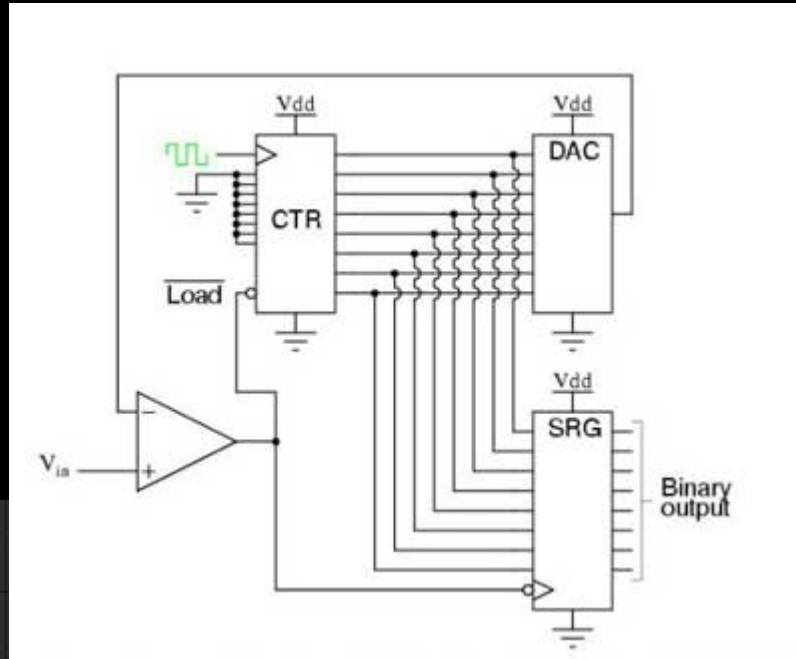 Vdd
Vdd
DAC
CTR
Load
Vdd
SRG
−
Vin
+
Binary
output